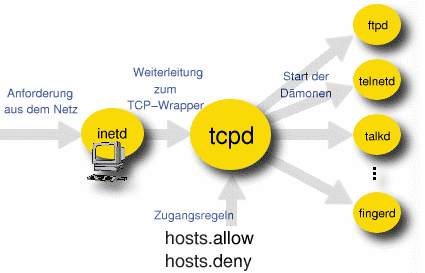 Anforderung
aus dem Netz
inetd
Weiterleitung
zum
TCP-Wrapper
tcpd
Zugangsregeln
hosts.allow
hosts.deny
Start der
Dämonen
ftpd
telnetd
talkd
fingerd